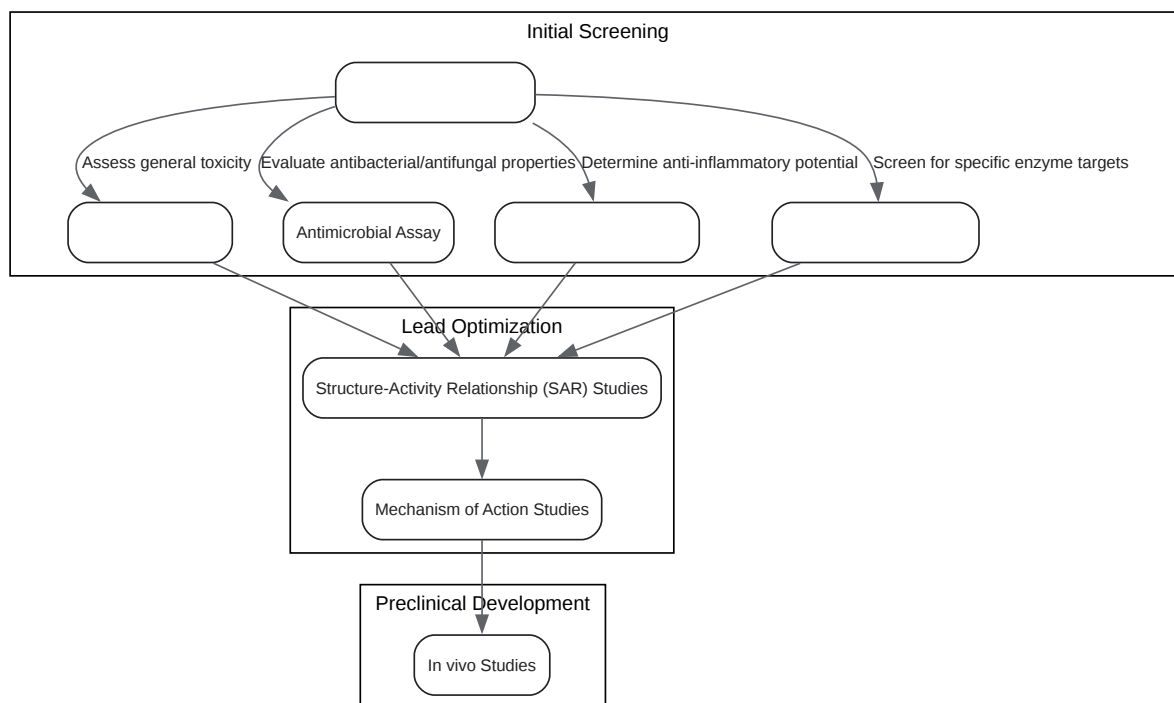 Initial Screening
Assess general toxicity
Evaluate antibacterial/antifungal properties
Determine anti-inflammatory potential
Screen for specific enzyme targets
Antimicrobial Assay
Lead Optimization
Structure-Activity Relationship (SAR) Studies
Mechanism of Action Studies
Preclinical Development
In vivo Studies